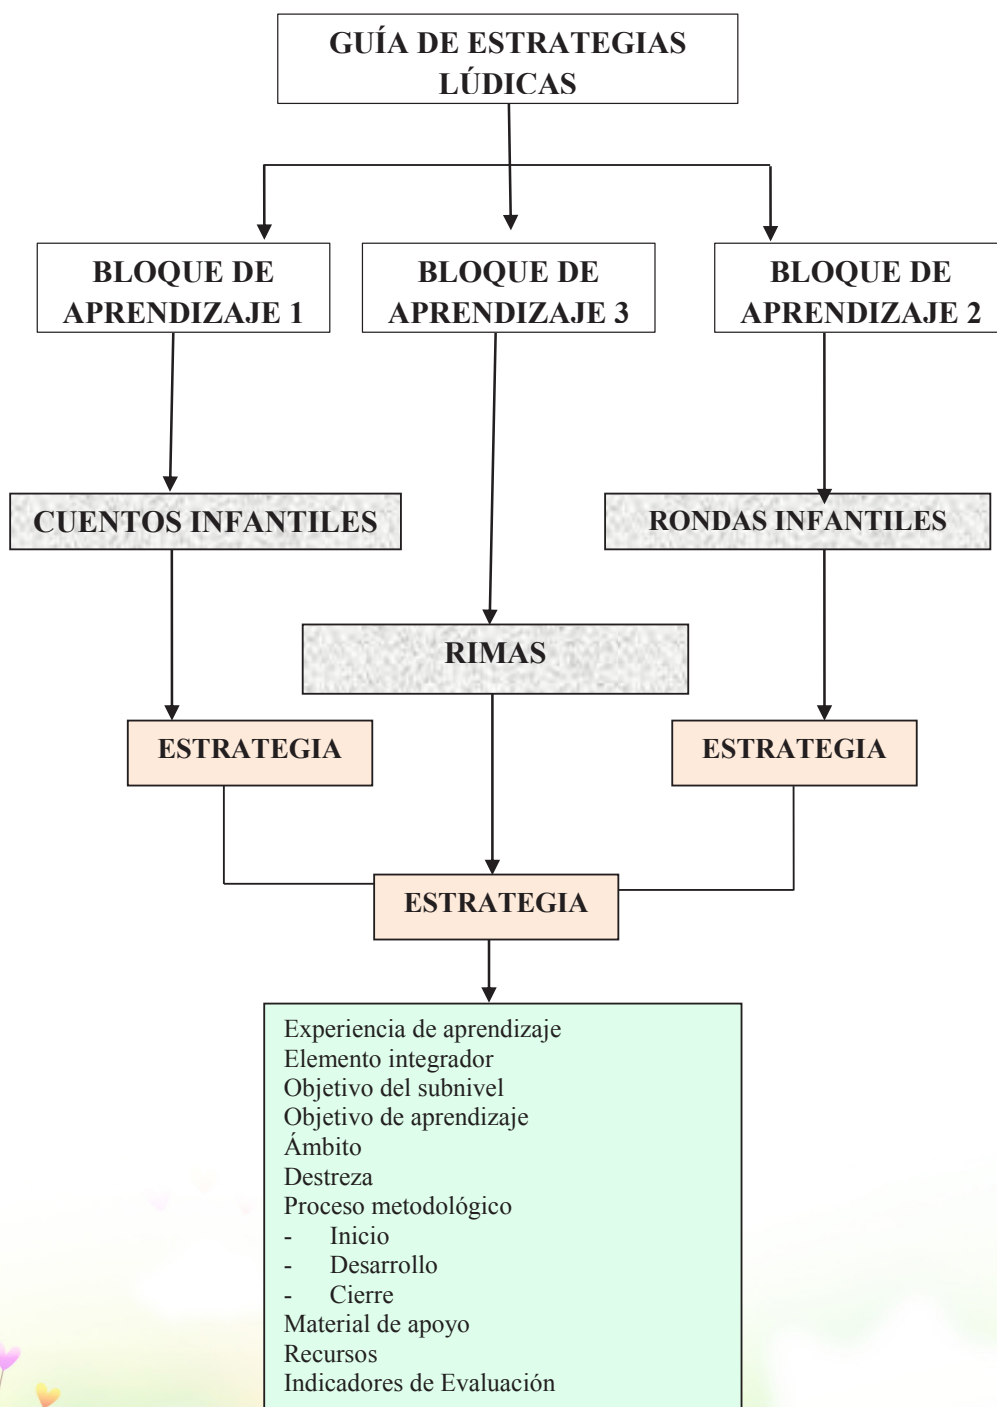 GUÍA DE ESTRATEGIAS
LÚDICAS
BLOQUE DE
APRENDIZAJE 1
BLOQUE DE
APRENDIZAJE 3
BLOQUE DE
APRENDIZAJE 2
CUENTOS INFANTILES
RONDAS INFANTILES
RIMAS
ESTRATEGIA
ESTRATEGIA
ESTRATEGIA
Experiencia de aprendizaje
Elemento integrador
Objetivo del subnivel
Objetivo de aprendizaje
Ámbito
Destreza
Proceso metodológico
- Inicio
- Desarrollo
- Cierre
Material de apoyo
Recursos
Indicadores de Evaluación